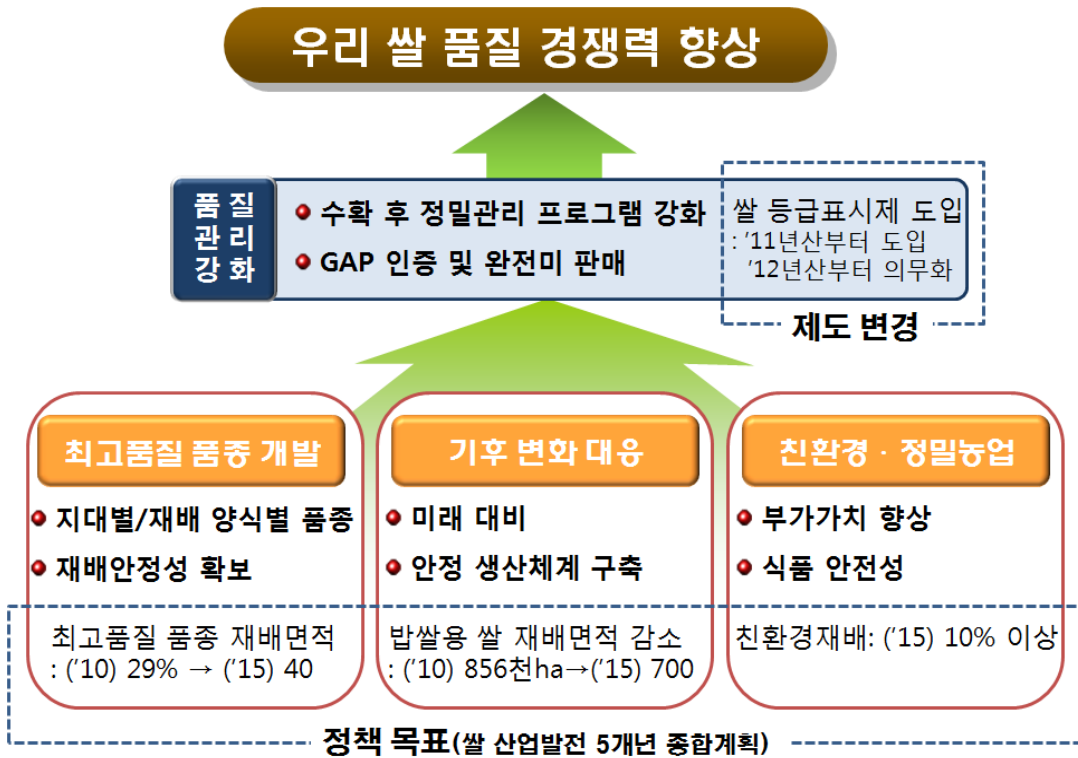 우리 쌀 품질 경쟁력 향상
품 질
관 리
강 화
수확 후 정밀관리 프로그램 강화
GAP 인증 및 완전미 판매
쌀 등급표시제 도입
: ’11년산부터 도입
’12년산부터 의무화
제도 변경
최고품질 품종 개발
지대별/재배 양식별 품종
재배안정성 확보
최고품질 품종 재배면적
: (’10) 29% → (’15) 40
기후 변화 대응
미래 대비
안정 생산체계 구축
밥쌀용 쌀 재배면적 감소
: (’10) 856천ha→(’15) 700
친환경 · 정밀농업
부가가치 향상
식품 안전성
친환경재배: (’15) 10% 이상
정책 목표(쌀 산업발전 5개년 종합계획)